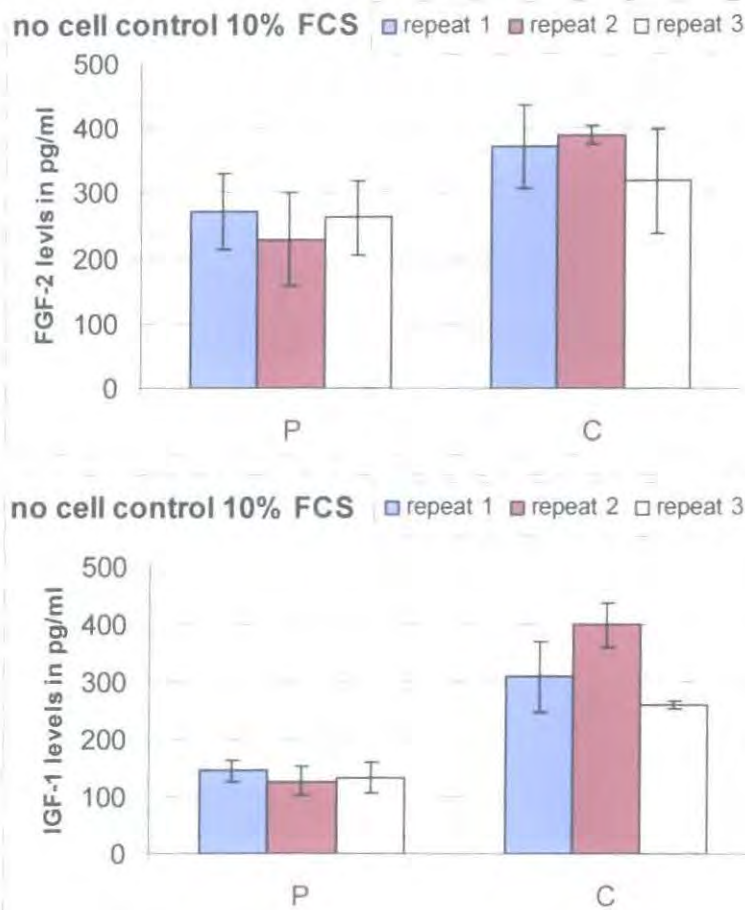 no cell control 10% FCS repeat 1 repeat 2 repeat 3
FGF-2 levls in pg/ml
500
400
300
200
100
0
P C
no cell control 10% FCS repeat 1 repeat 2 repeat 3
IGF-1 levels in pg/ml
500
400
300
200
100
0
P C